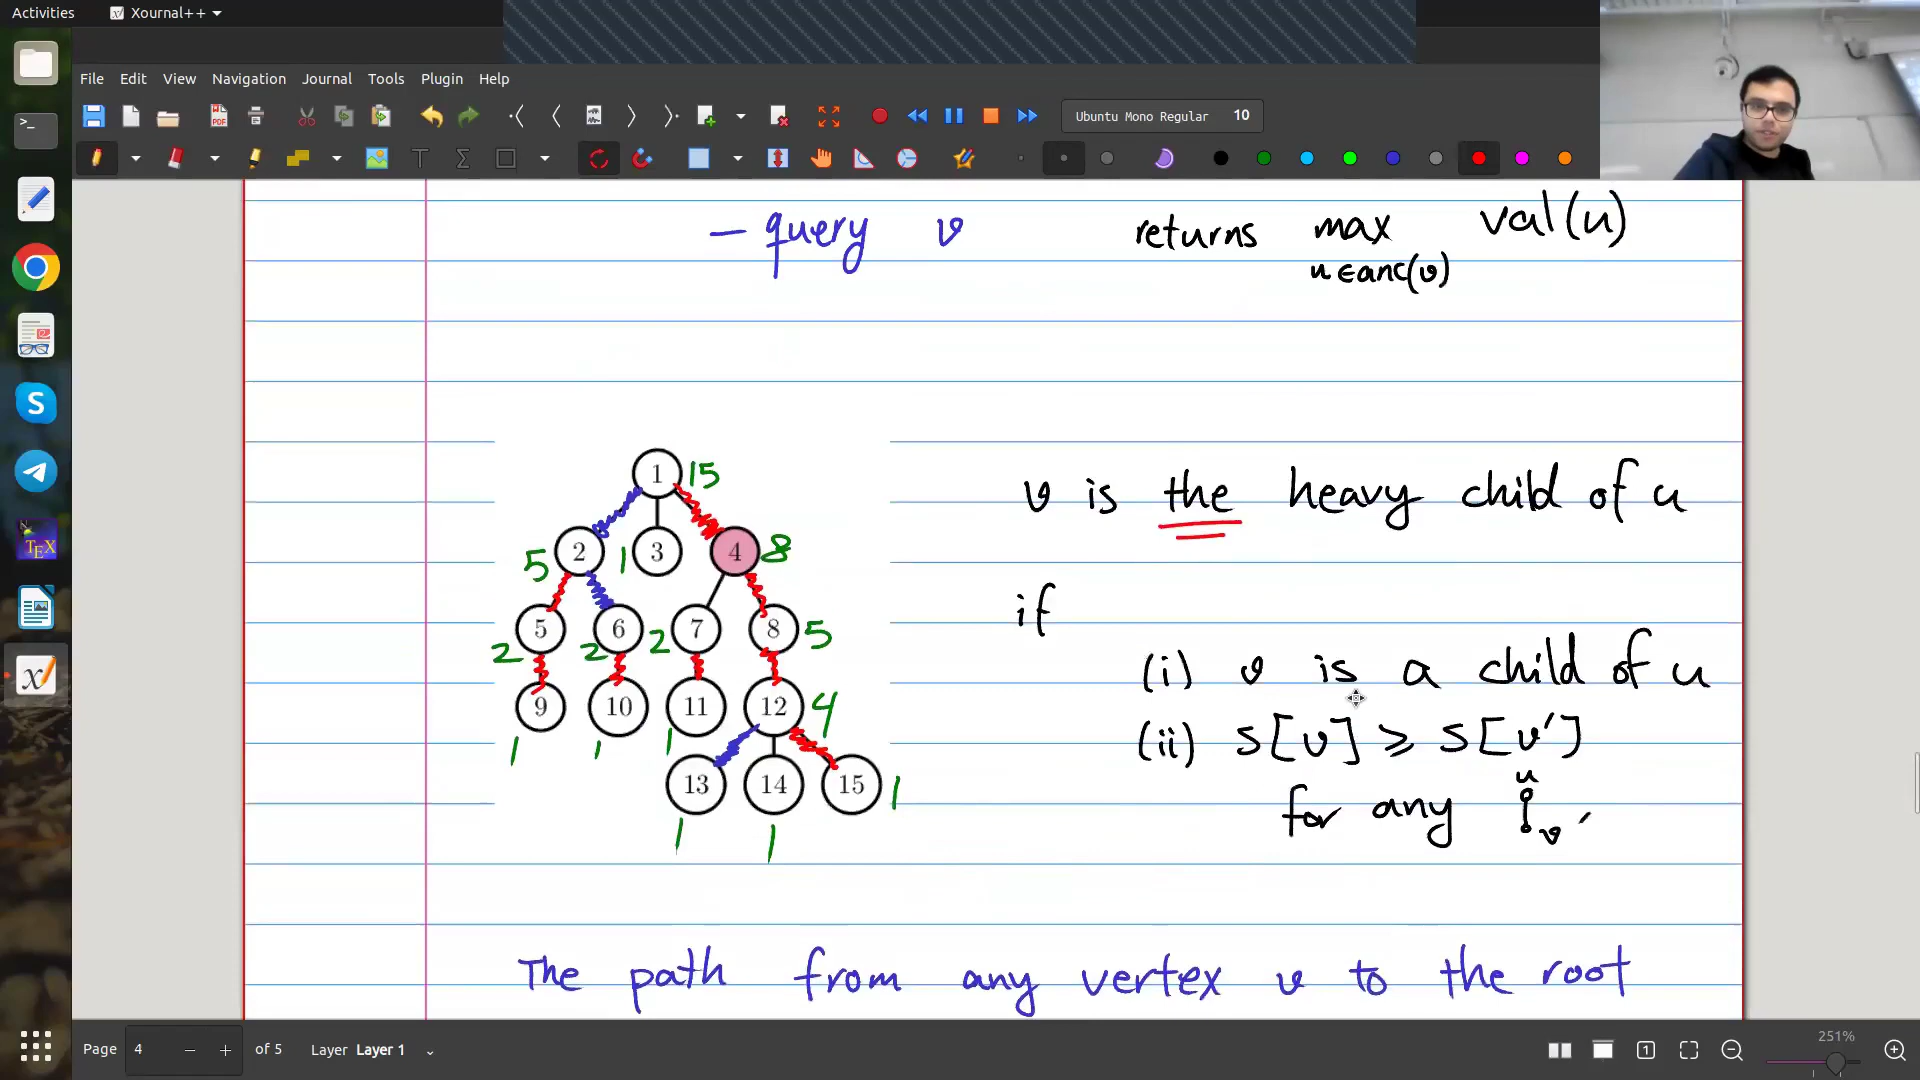 Activities
Xournal++
File Edit View Navigation Journal Tools Plugin Help
Ubuntu Mono Regular 10
- query v returns max val(u)
u∈anc(v)
1 15
5 2 1 3 4 8
2 5 2 6 2 7 8 5
9 10 11 12 4
1 1 1
13 14 15 1
1 1
v is the heavy child of u
if
(i) v is a child of u
(ii) s[v] ≥ s[v']
for any u
v'
The path from any vertex v to the root
TEX
Page 4 - + of 5 Layer Layer 1
251%